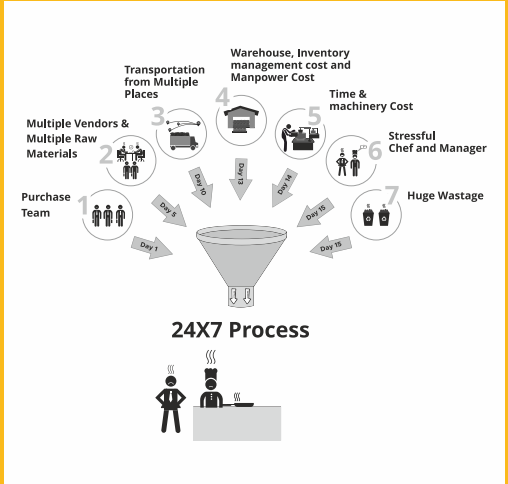 Purchase
Team
1
Multiple Vendors &
Multiple Raw
Materials
2
Transportation
from Multiple
Places
3
Warehouse, Inventory
management cost and
Manpower Cost
4
Time &
machinery Cost
5
Stressful
Chef and Manager
6
Huge Wastage
7
Day 1
Day 5
Day 10
Day 13
Day 14
Day 15
Day 15
24X7 Process